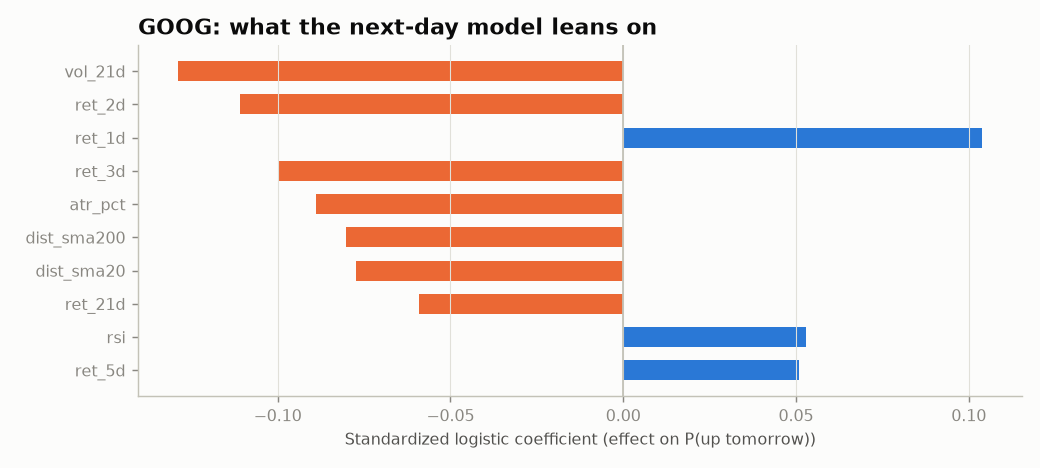 GOOG: what the next-day model leans on
vol_21d
ret_2d
ret_1d
ret_3d
atr_pct
dist_sma200
dist_sma20
ret_21d
rsi
ret_5d
−0.10 −0.05 0.00 0.05 0.10
Standardized logistic coefficient (effect on P(up tomorrow))